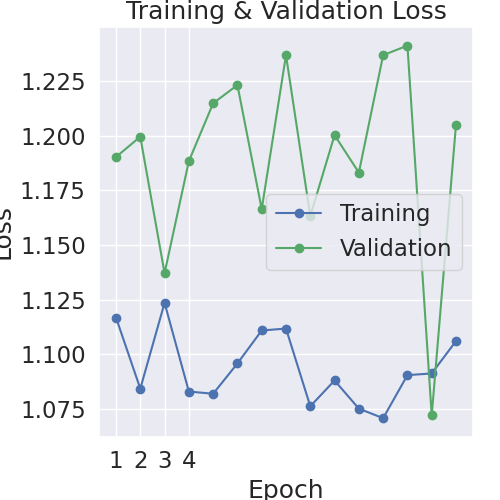 Training & Validation Loss
1.225
1.200
1.175
1.150
1.125
1.100
1.075
Loss
Training
Validation
1 2 3 4
Epoch